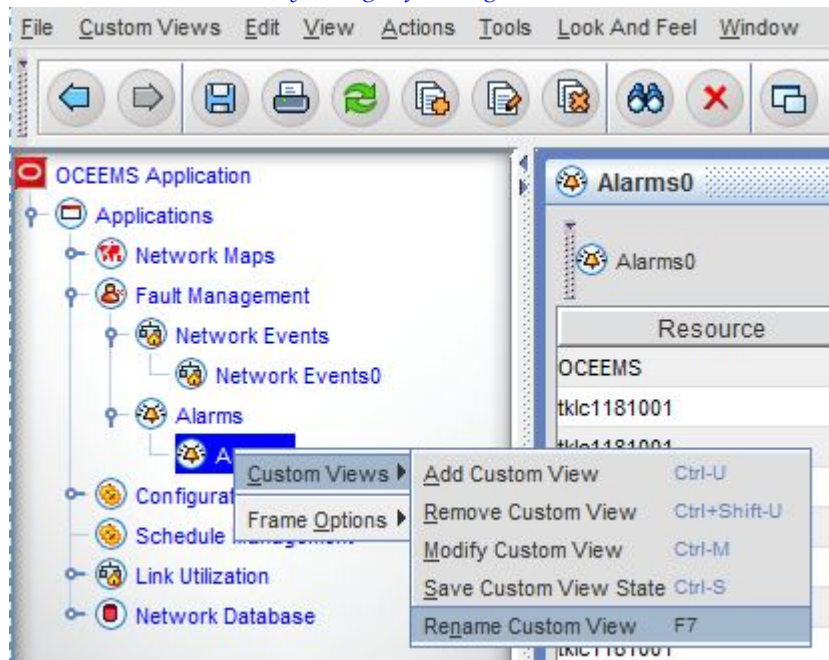 File Custom Views Edit View Actions Tools Look And Feel Window
OCEEMS Application
Applications
Network Maps
Fault Management
Network Events
Network Events0
Alarms
Schedule
Link Utilization
Network Database
Alarms0
Alarms0
Resource
OCEEMS
tklc1181001
tklc1181001
Custom Views
Frame Options
Add Custom View Ctrl-U
Remove Custom View Ctrl+Shift-U
Modify Custom View Ctrl-M
Save Custom View State Ctrl-S
Rename Custom View F7
tklc1181001